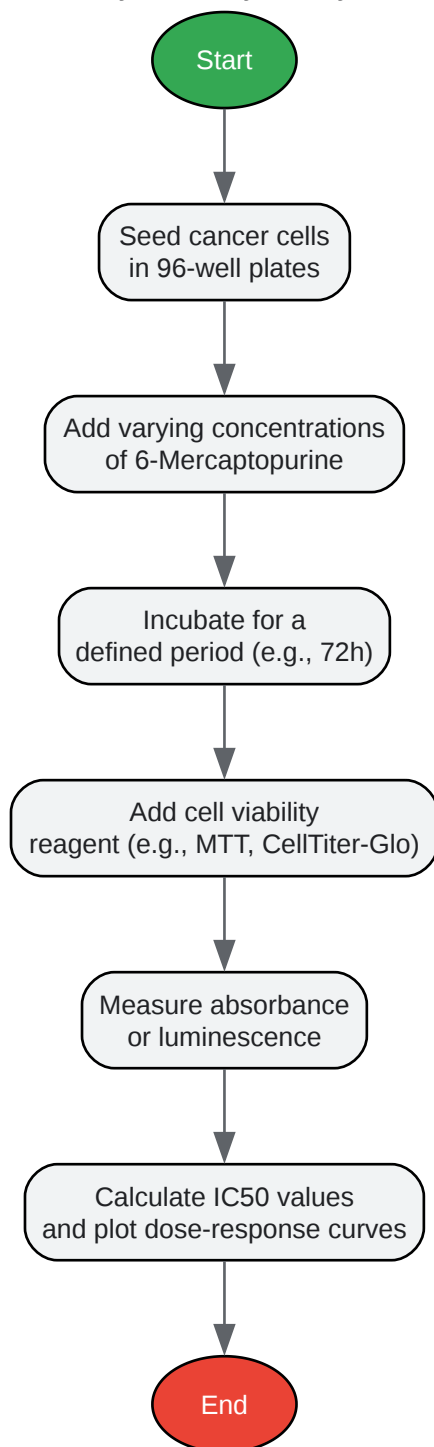 Start
Seed cancer cells
in 96-well plates
Add varying concentrations
of 6-Mercaptopurine
Incubate for a
defined period (e.g., 72h)
Add cell viability
reagent (e.g., MTT, CellTiter-Glo)
Measure absorbance
or luminescence
Calculate IC50 values
and plot dose-response curves
End